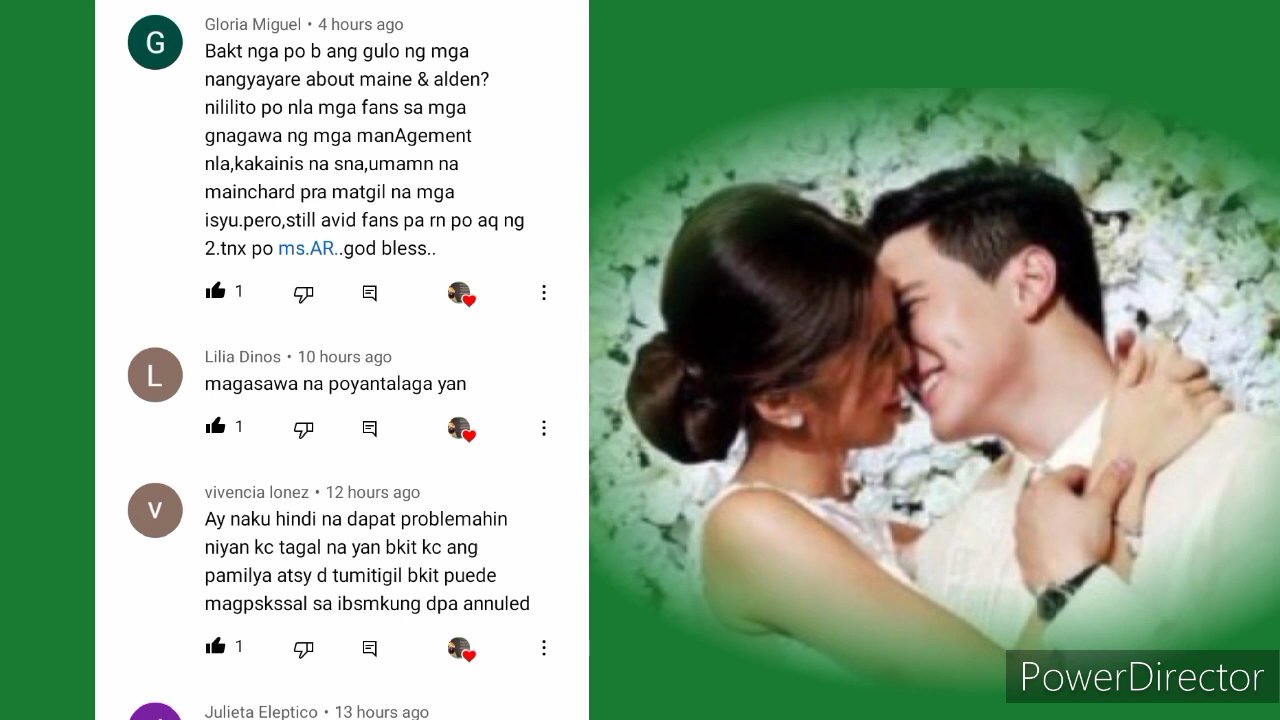 G
Gloria Miguel • 4 hours ago
Bakt nga po b ang gulo ng mga
nangyayare about maine & alden?
nililito po nla mga fans sa mga
gnagawa ng mga manAgement
nla,kakainis na sna,umamn na
mainchard pra matgil na mga
isyu.pero,still avid fans pa rn po aq ng
2.tnx po ms.AR..god bless..
1
L
Lilia Dinos • 10 hours ago
magasawa na poyantalaga yan
1
v
vivencia lonez • 12 hours ago
Ay naku hindi na dapat problemahin
niyan kc tagal na yan bkit kc ang
pamilya atsy d tumitigil bkit puede
magpskssal sa ibsmkung dpa annuled
1
Julieta Eleptico • 13 hours ago
PowerDirector